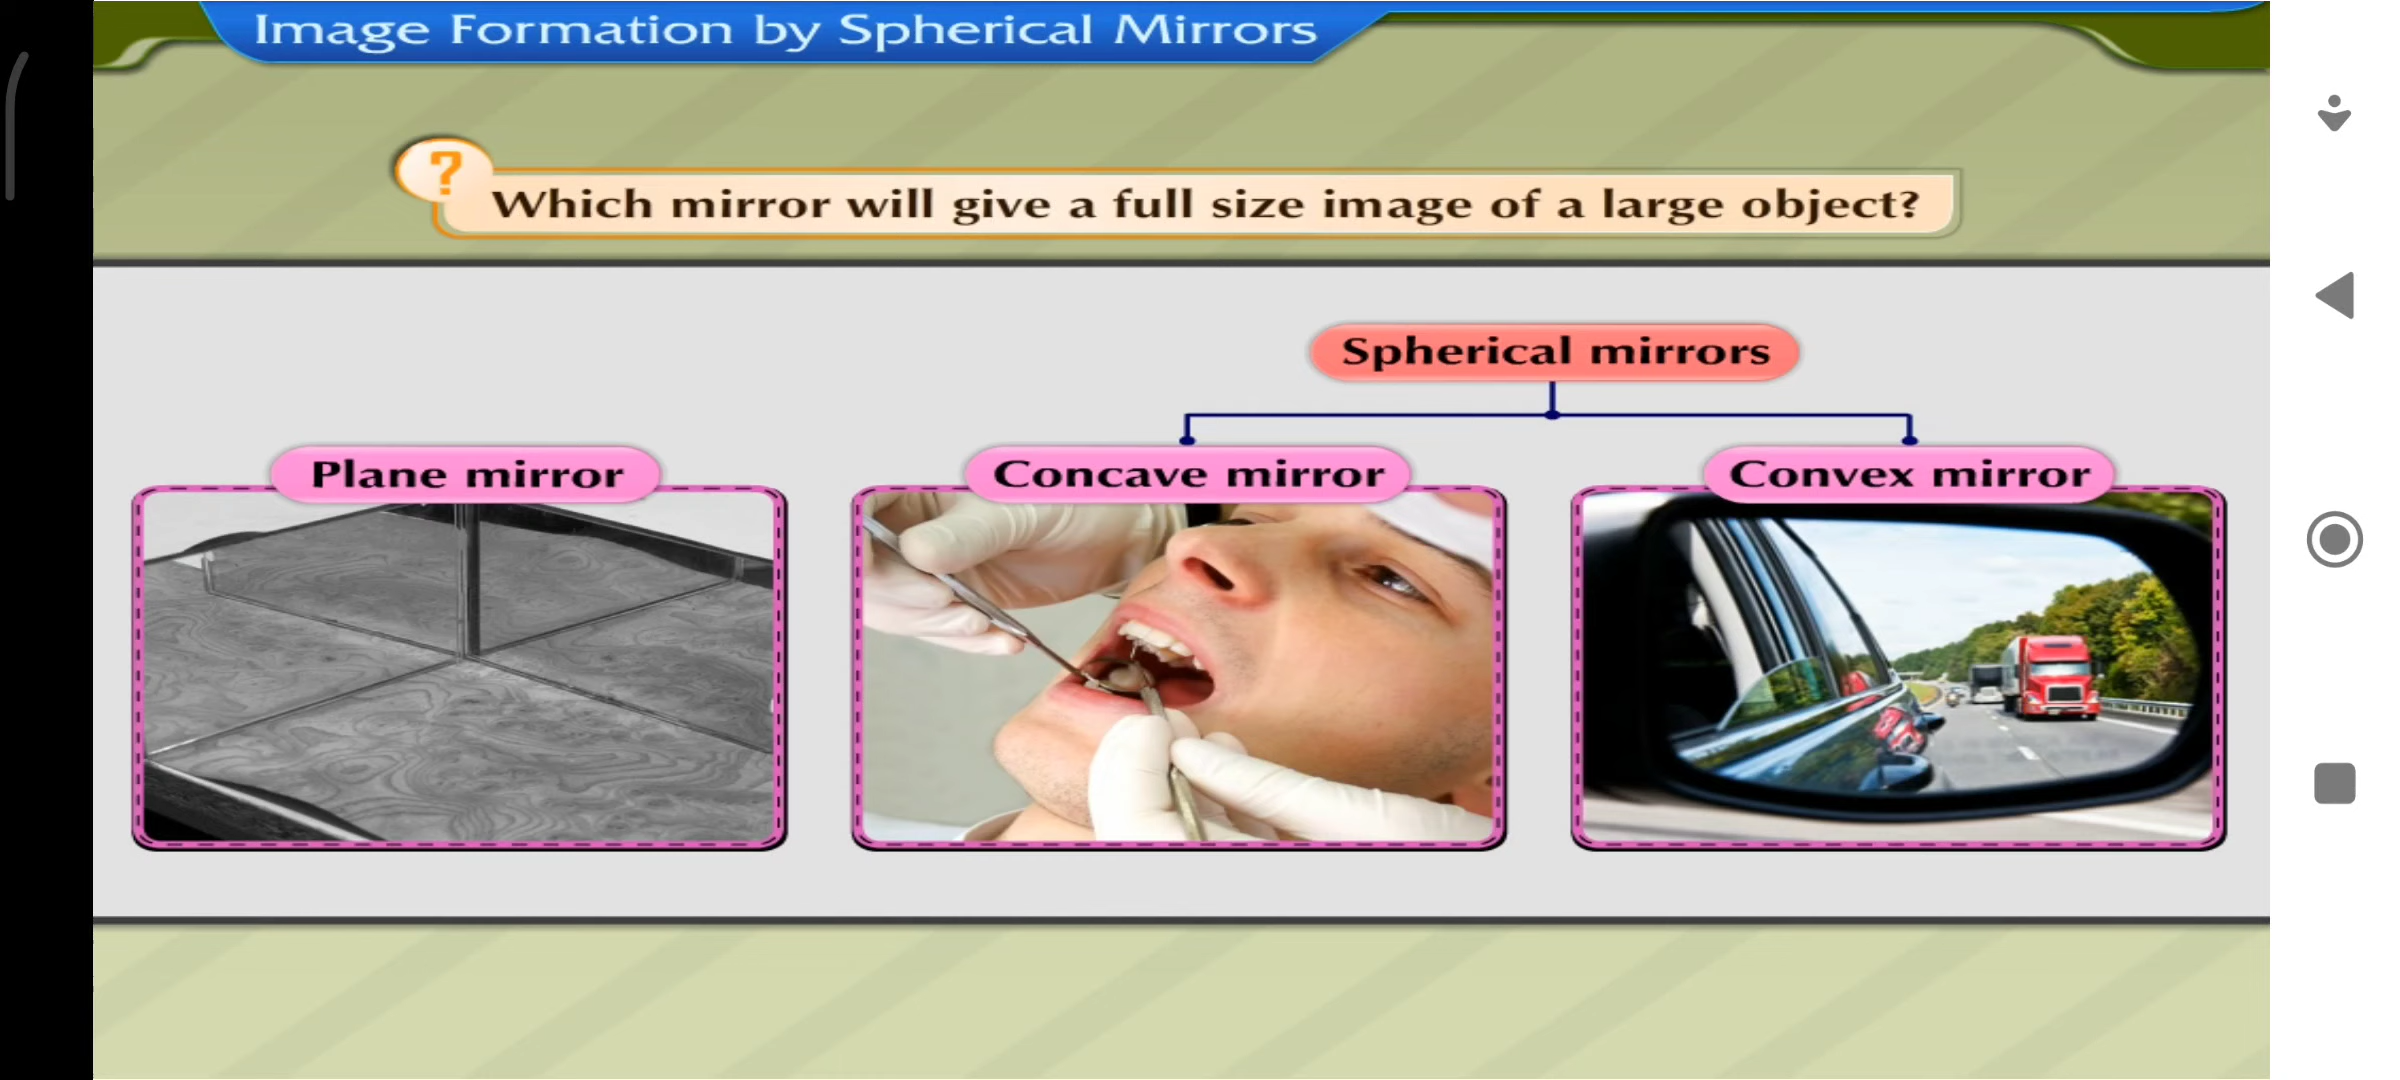 Image Formation by Spherical Mirrors
?
Which mirror will give a full size image of a large object?
Spherical mirrors
Plane mirror
Concave mirror
Convex mirror